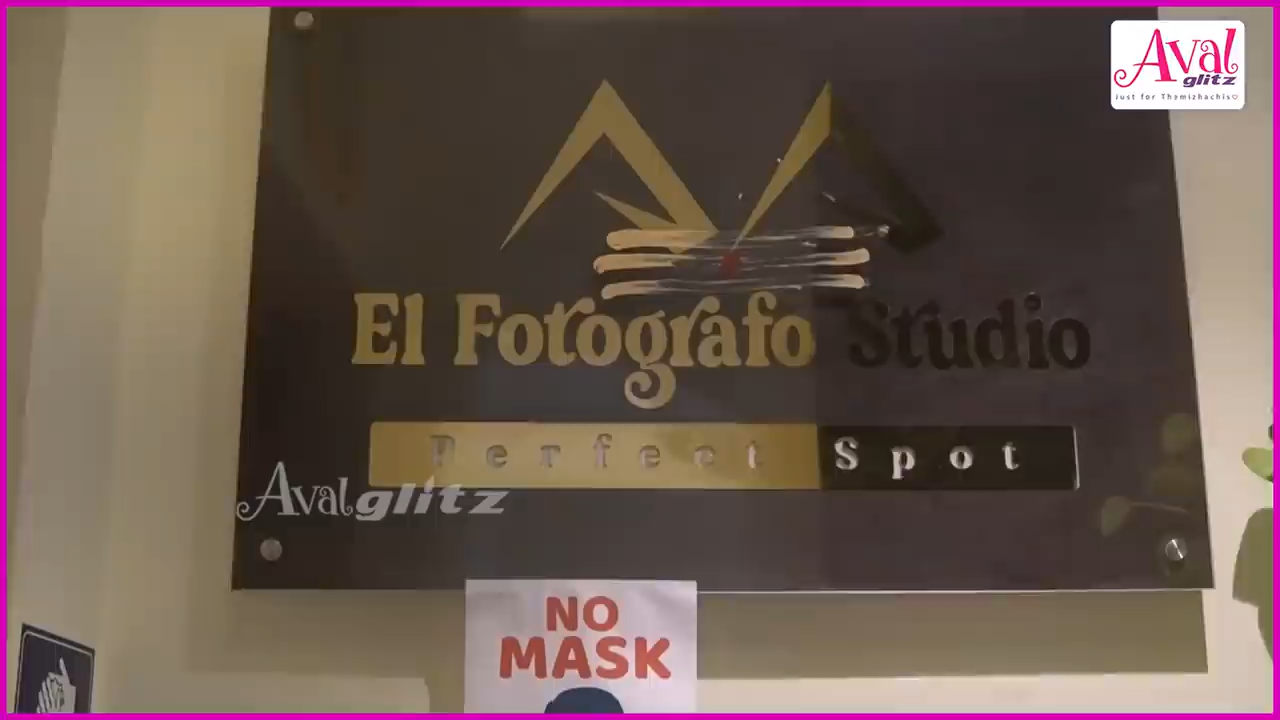 Aval
glitz
Just for Thamizhachis
El Fotografo Studio
Perfect Spot
Avalglitz
NO
MASK